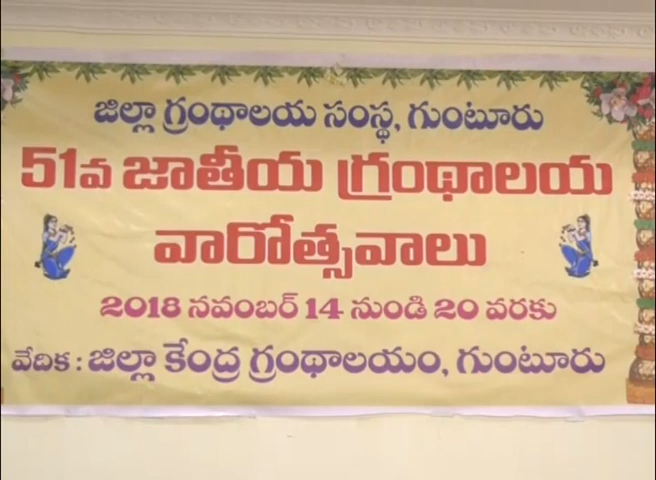 జిల్లా గ్రంథాలయ సంస్థ, గుంటూరు
51వ జాతీయ గ్రంథాలయ
వారోత్సవాలు
2018 నవంబర్ 14 నుండి 20 వరకు
వేదిక : జిల్లా కేంద్ర గ్రంథాలయం, గుంటూరు